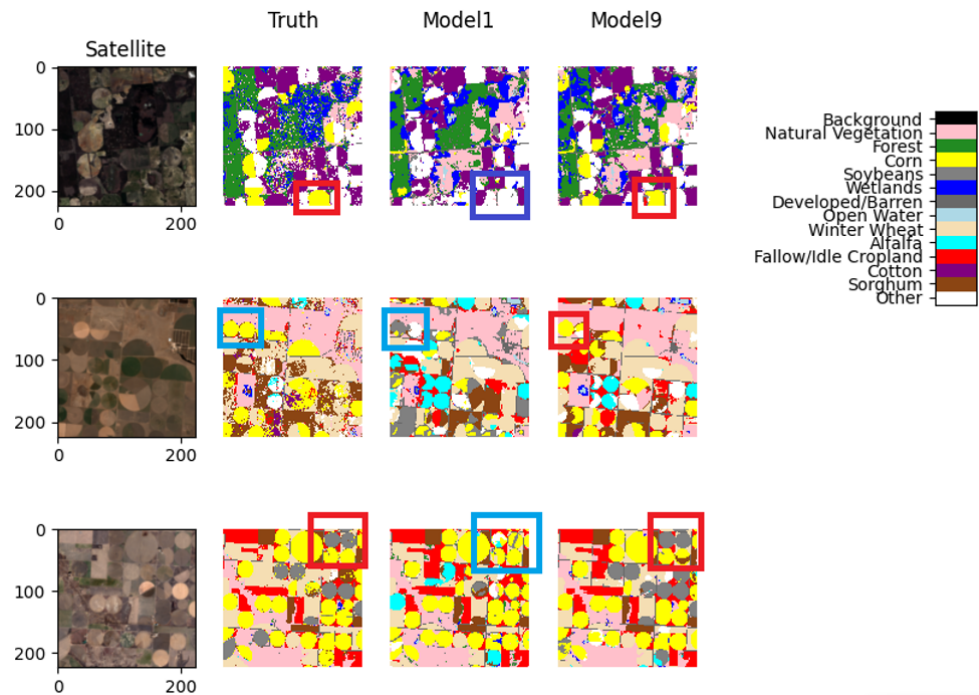 Truth
Model1
Model9
Satellite
0
100
200
0
200
0
100
200
0
200
0
100
200
0
200
Background
Natural Vegetation
Forest
Corn
Soybeans
Wetlands
Developed/Barren
Open Water
Winter Wheat
Alfalfa
Fallow/Idle Cropland
Cotton
Sorghum
Other